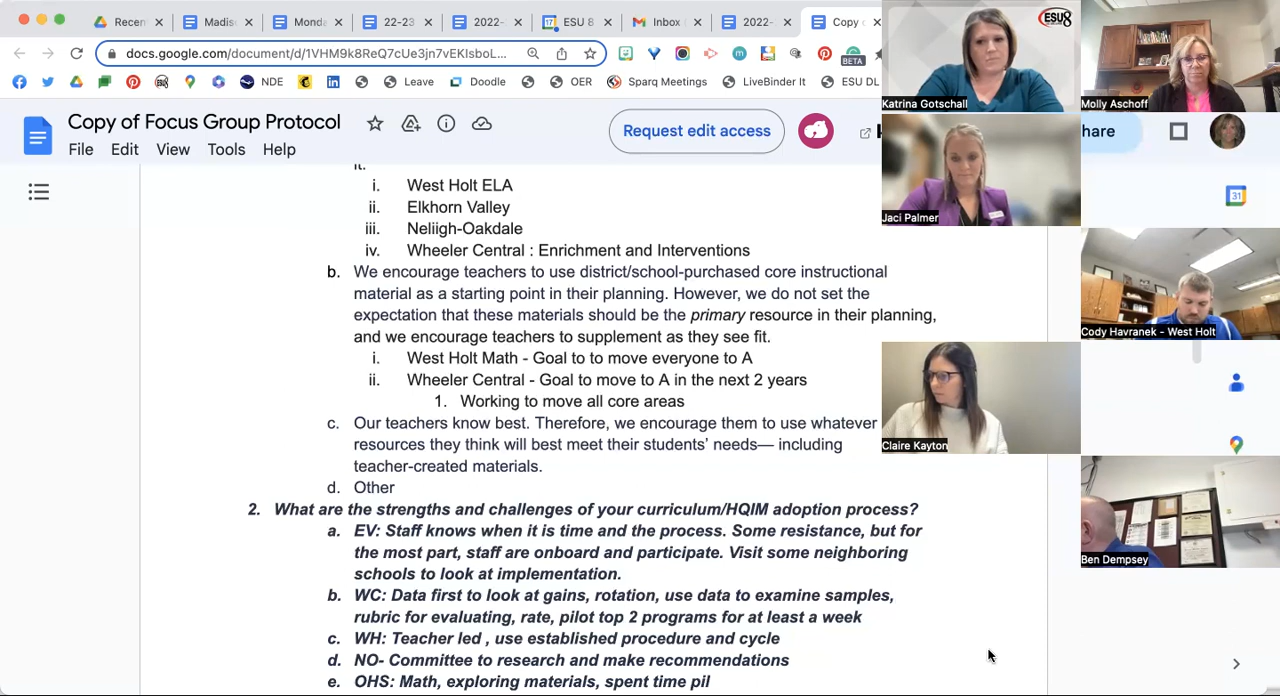 Recen
Madis
Monda
22-23
2022-
ESU 8
Inbox
2022-
Copy c
docs.google.com/document/d/1VHM9k8ReQ7cUe3jn7vEKIsboL...
BETA
NDE
Leave
Doodle
OER
Sparq Meetings
LiveBinder It
ESU DL
Copy of Focus Group Protocol
File Edit View Tools Help
Request edit access
hare
31
it.
i. West Holt ELA
ii. Elkhorn Valley
iii. Neliigh-Oakdale
iv. Wheeler Central : Enrichment and Interventions
b. We encourage teachers to use district/school-purchased core instructional
material as a starting point in their planning. However, we do not set the
expectation that these materials should be the primary resource in their planning,
and we encourage teachers to supplement as they see fit.
i. West Holt Math - Goal to to move everyone to A
ii. Wheeler Central - Goal to move to A in the next 2 years
1. Working to move all core areas
c. Our teachers know best. Therefore, we encourage them to use whatever
resources they think will best meet their students’ needs— including
teacher-created materials.
d. Other
2. What are the strengths and challenges of your curriculum/HQIM adoption process?
a. EV: Staff knows when it is time and the process. Some resistance, but for
the most part, staff are onboard and participate. Visit some neighboring
schools to look at implementation.
b. WC: Data first to look at gains, rotation, use data to examine samples,
rubric for evaluating, rate, pilot top 2 programs for at least a week
c. WH: Teacher led , use established procedure and cycle
d. NO- Committee to research and make recommendations
e. OHS: Math, exploring materials, spent time pil
ESU8
Katrina Gotschall
Molly Aschoff
Jaci Palmer
Cody Havranek - West Holt
Claire Kayton
Ben Dempsey